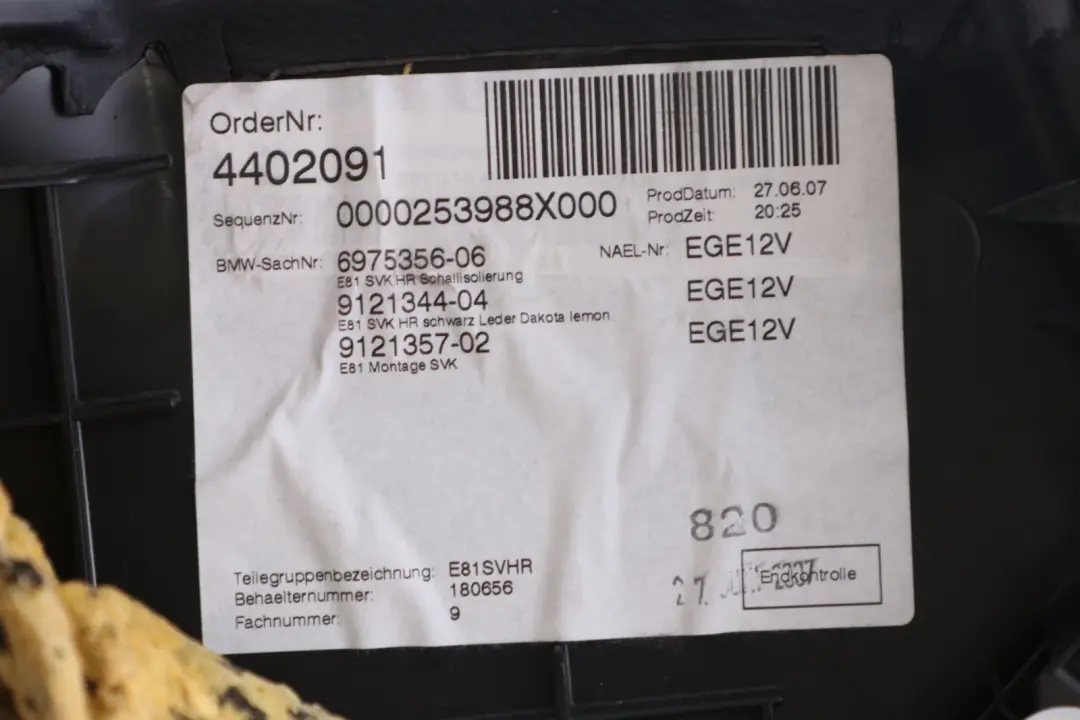 OrderNr:
4402091
SequenzNr: 0000253988X000
ProdDatum: 27.06.07
ProdZeit: 20:25
BMW-SachNr: 6975356-06 NAEL-Nr: EGE12V
E81 SVK HR Schallisolierung
9121344-04 EGE12V
E81 SVK HR schwarz Leder Dakota lemon
9121357-02 EGE12V
E81 Montage SVK
820
Teilegruppenbezeichnung: E81SVHR
Behaelternummer: 180656
Fachnummer: 9
27. 2007
Endkontrolle